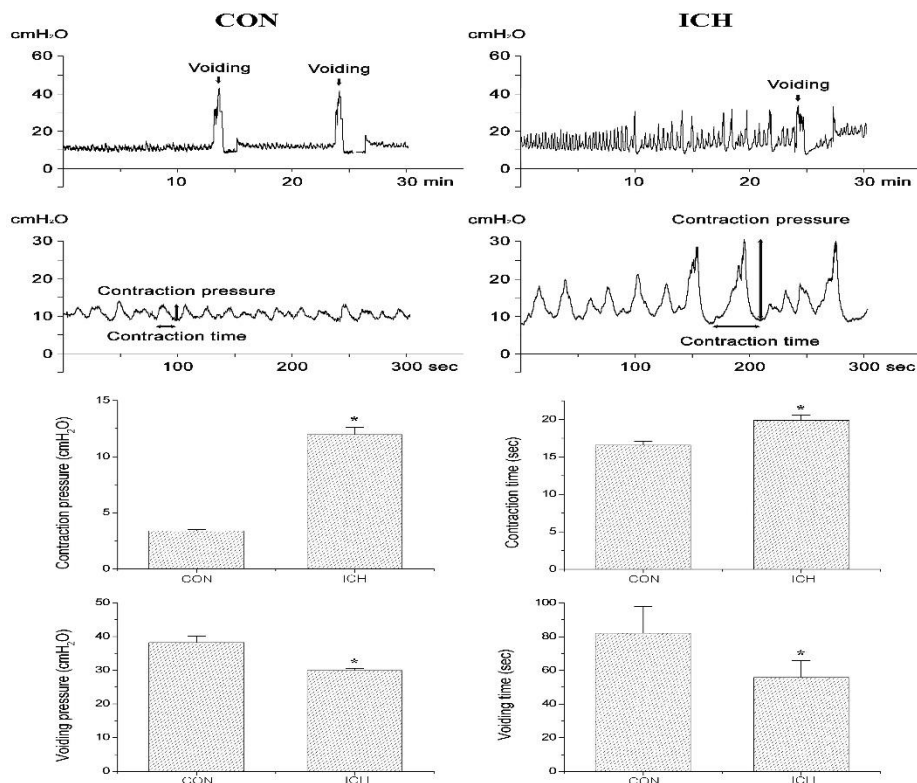 CON
ICH
cmH₂O
60
40
20
0
Voiding
Voiding
10
20
30 min
cmH₂O
60
40
20
0
Voiding
10
20
30 min
cmH₂O
30
20
10
0
Contraction pressure
Contraction time
100
200
300 sec
cmH₂O
30
20
10
0
Contraction pressure
Contraction time
100
200
300 sec
Contraction pressure (cmH₂O)
15
10
5
0
*
CON
ICH
Contraction time (sec)
20
15
10
5
0
*
CON
ICH
Voiding pressure (cmH₂O)
50
40
30
20
10
0
*
CON
ICH
Voiding time (sec)
100
80
60
40
20
0
*
CON
ICH